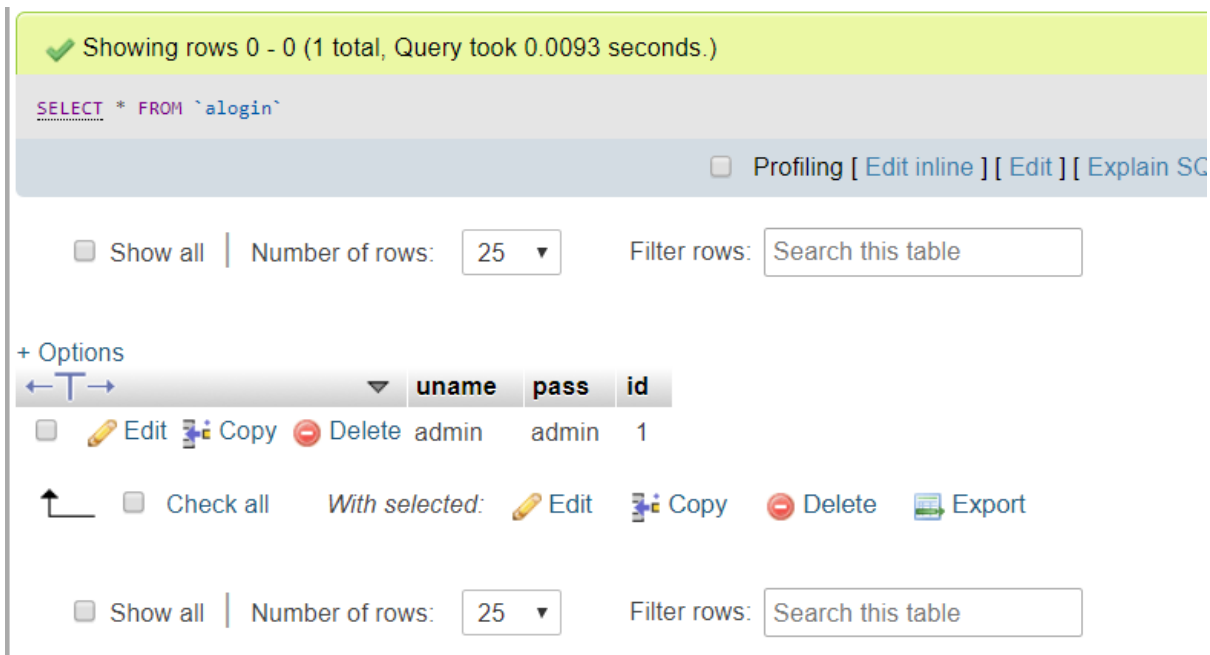 Showing rows 0 - 0 (1 total, Query took 0.0093 seconds.)
SELECT * FROM `alogin`
Profiling [ Edit inline ] [ Edit ] [ Explain SQ
Show all | Number of rows: 25 Filter rows: Search this table
+ Options
←T→ uname pass id
Edit Copy Delete admin admin 1
Check all With selected: Edit Copy Delete Export
Show all | Number of rows: 25 Filter rows: Search this table